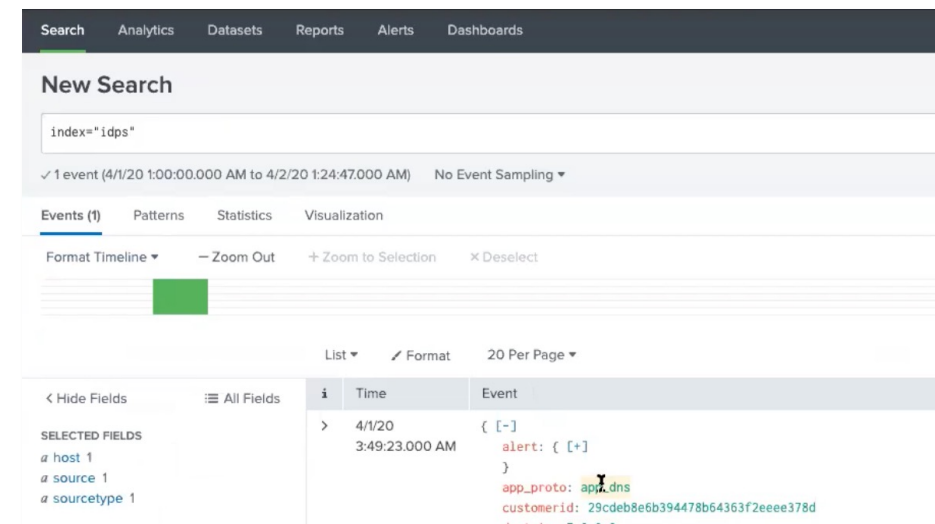 Search Analytics Datasets Reports Alerts Dashboards
New Search
index="idps"
✓ 1 event (4/1/20 1:00:00.000 AM to 4/2/20 1:24:47.000 AM) No Event Sampling ▾
Events (1) Patterns Statistics Visualization
Format Timeline ▾ — Zoom Out + Zoom to Selection × Deselect
List ▾ Format 20 Per Page ▾
< Hide Fields All Fields
SELECTED FIELDS
a host 1
a source 1
a sourcetype 1
i Time Event
> 4/1/20 { [-]
3:49:23.000 AM alert: { [+]
}
app_proto: app_dns
customerid: 29cdeb8e6b394478b64363f2eeee378d